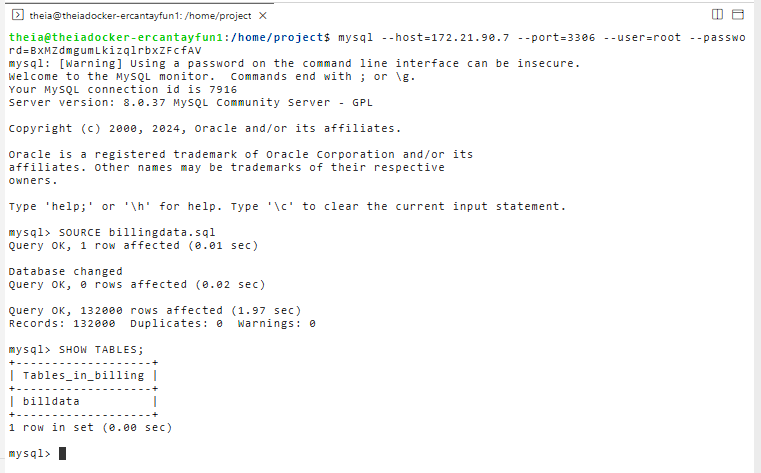 theia@theiadocker-ercantayfun1: /home/project
theia@theiadocker-ercantayfun1:/home/project$ mysql --host=172.21.90.7 --port=3306 --user=root --passwo
rd=BxMZdmgumLkizqlrbxZFcfAV
mysql: [Warning] Using a password on the command line interface can be insecure.
Welcome to the MySQL monitor.  Commands end with ; or \g.
Your MySQL connection id is 7916
Server version: 8.0.37 MySQL Community Server - GPL
Copyright (c) 2000, 2024, Oracle and/or its affiliates.
Oracle is a registered trademark of Oracle Corporation and/or its
affiliates. Other names may be trademarks of their respective
owners.
Type 'help;' or '\h' for help. Type '\c' to clear the current input statement.
mysql> SOURCE billingdata.sql
Query OK, 1 row affected (0.01 sec)
Database changed
Query OK, 0 rows affected (0.02 sec)
Query OK, 132000 rows affected (1.97 sec)
Records: 132000  Duplicates: 0  Warnings: 0
mysql> SHOW TABLES;
+-------------------+
| Tables_in_billing |
+-------------------+
| billdata          |
+-------------------+
1 row in set (0.00 sec)
mysql>